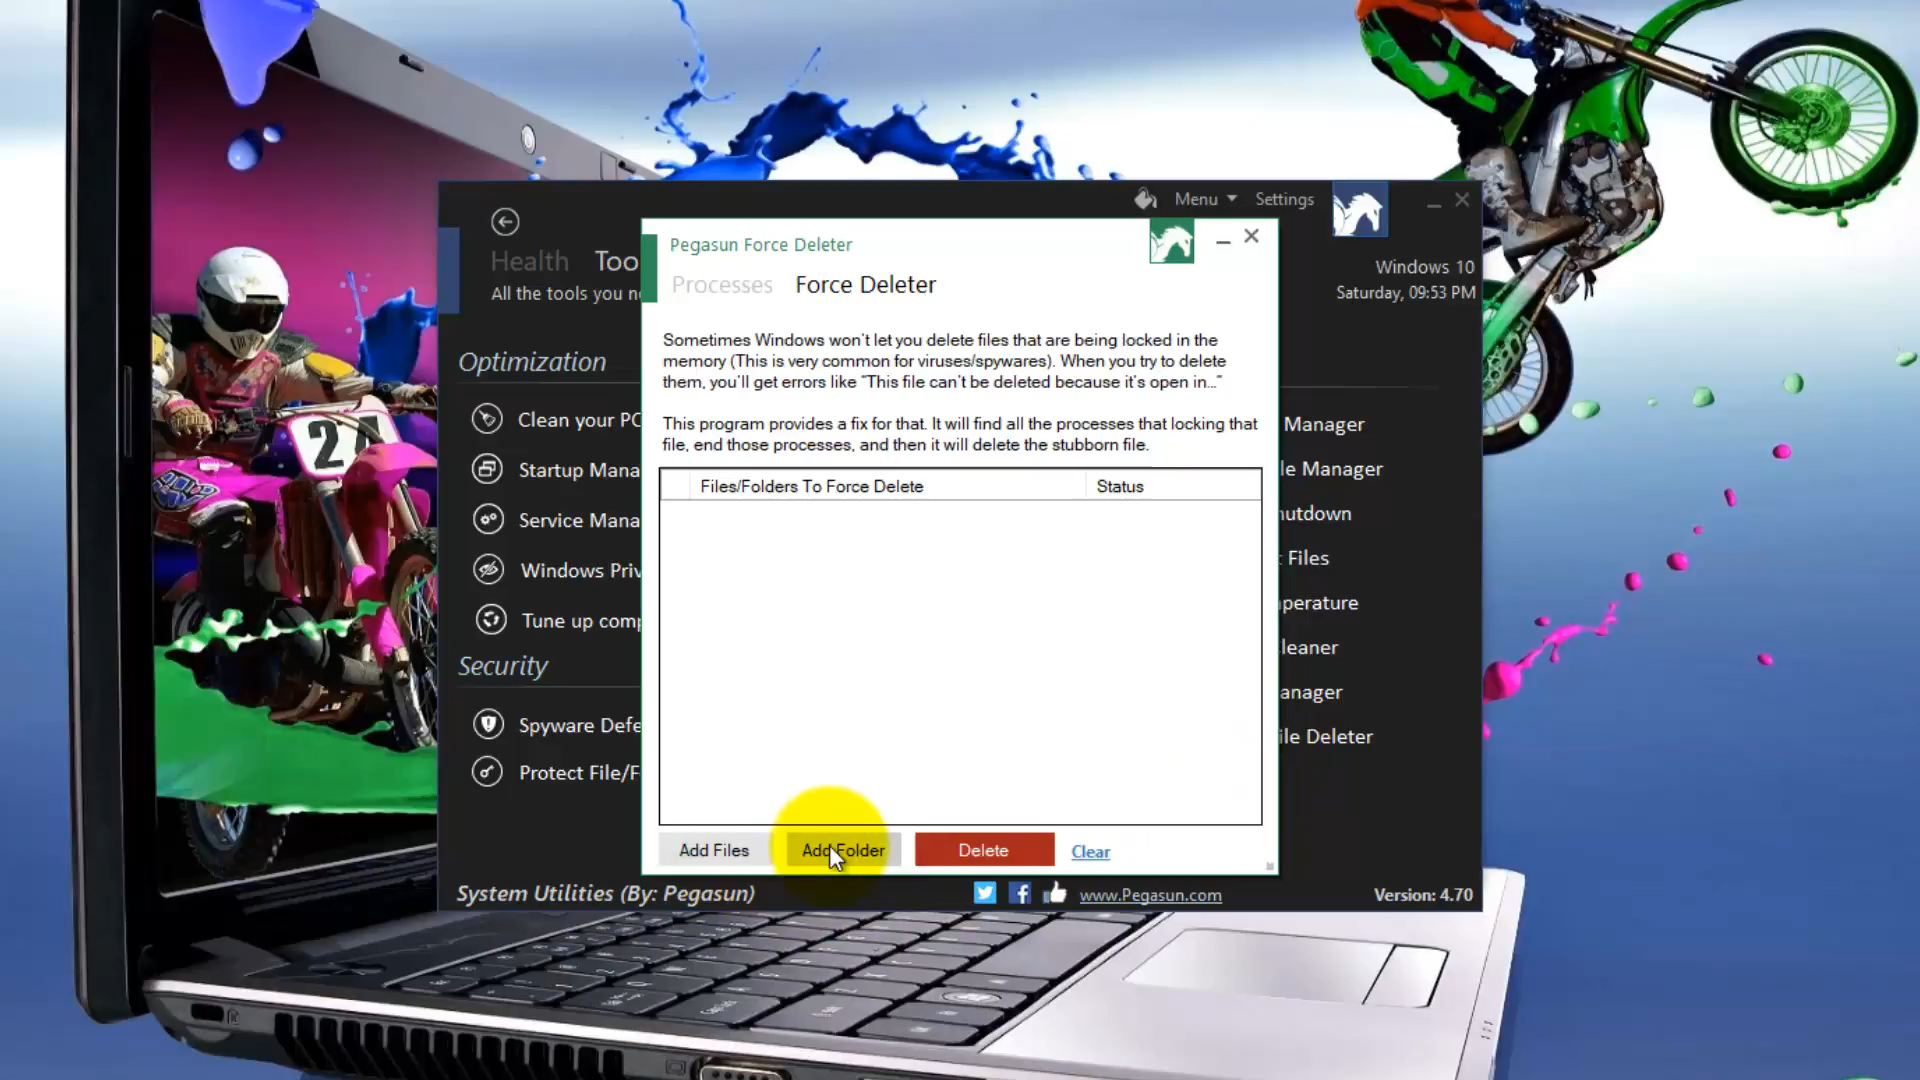 Menu
Settings
Pegasun Force Deleter
Health
Too
Processes
Force Deleter
Windows 10
All the tools you n
Saturday, 09:53 PM
Sometimes Windows won't let you delete files that are being locked in the
memory (This is very common for viruses/spywares). When you try to delete
them, you'll get errors like "This file can't be deleted because it's open in..."
This program provides a fix for that. It will find all the processes that locking that
file, end those processes, and then it will delete the stubborn file.
Optimization
Clean your PC
Startup Mana
Service Mana
Windows Priv
Tune up comp
Security
Spyware Defe
Protect File/F
Files/Folders To Force Delete
Status
Manager
le Manager
hutdown
t Files
perature
leaner
anager
ile Deleter
Add Files
Add Folder
Delete
Clear
System Utilities (By: Pegasun)
www.Pegasun.com
Version: 4.70
24